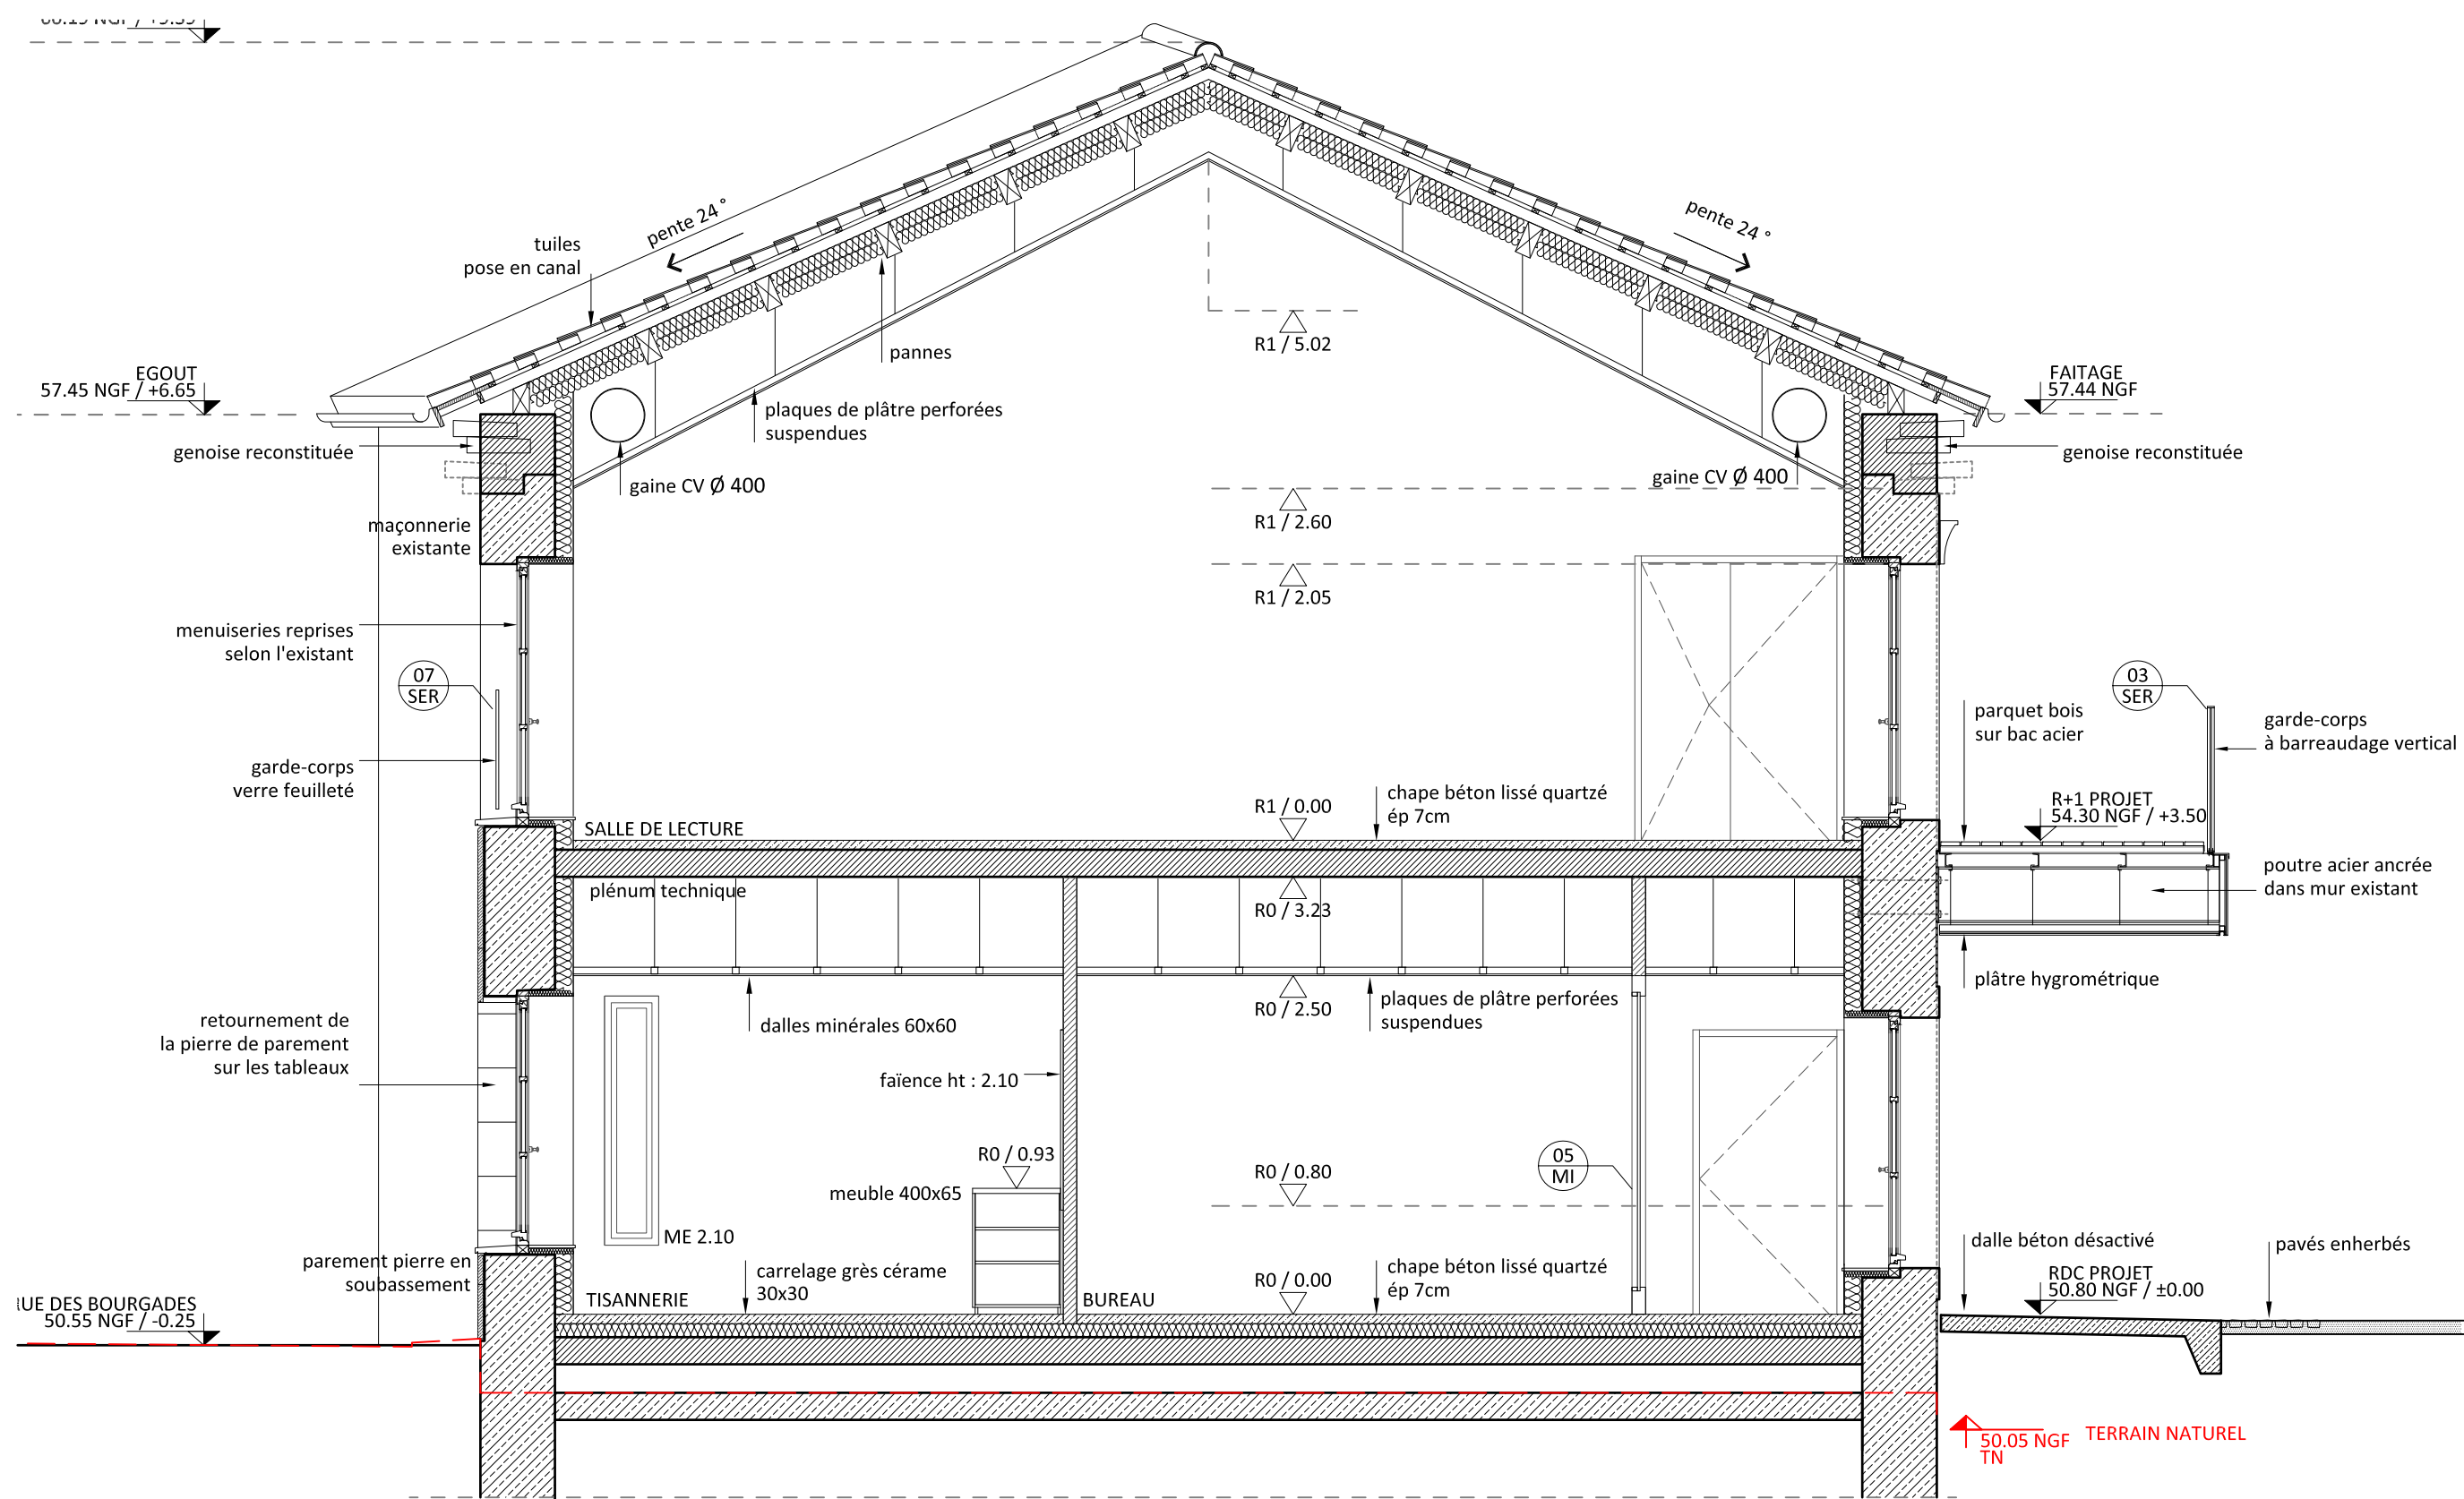 pente 24 °
pente 24 °
tuiles
pose en canal
R1 / 5.02
pannes
EGOUT
57.45 NGF / +6.65
FAITAGE
57.44 NGF
plaques de plâtre perforées
suspendues
genoise reconstituée
genoise reconstituée
gaine CV Ø 400
gaine CV Ø 400
maçonnerie
existante
R1 / 2.60
R1 / 2.05
menuiseries reprises
selon l'existant
07
SER
03
SER
parquet bois
sur bac acier
garde-corps
à barreaudage vertical
garde-corps
verre feuilleté
chape béton lissé quartzé
ép 7cm
R1 / 0.00
R+1 PROJET
54.30 NGF / +3.50
SALLE DE LECTURE
plénum technique
poutre acier ancrée
dans mur existant
R0 / 3.23
plâtre hygrométrique
R0 / 2.50
plaques de plâtre perforées
suspendues
dalles minérales 60x60
retournement de
la pierre de parement
sur les tableaux
faïence ht : 2.10
R0 / 0.93
meuble 400x65
R0 / 0.80
05
MI
ME 2.10
parement pierre en
soubassement
carrelage grès cérame
30x30
chape béton lissé quartzé
ép 7cm
dalle béton désactivé
pavés enherbés
R0 / 0.00
RDC PROJET
50.80 NGF / ±0.00
TISANNERIE
BUREAU
RUE DES BOURGADES
50.55 NGF / -0.25
50.05 NGF
TN
TERRAIN NATUREL